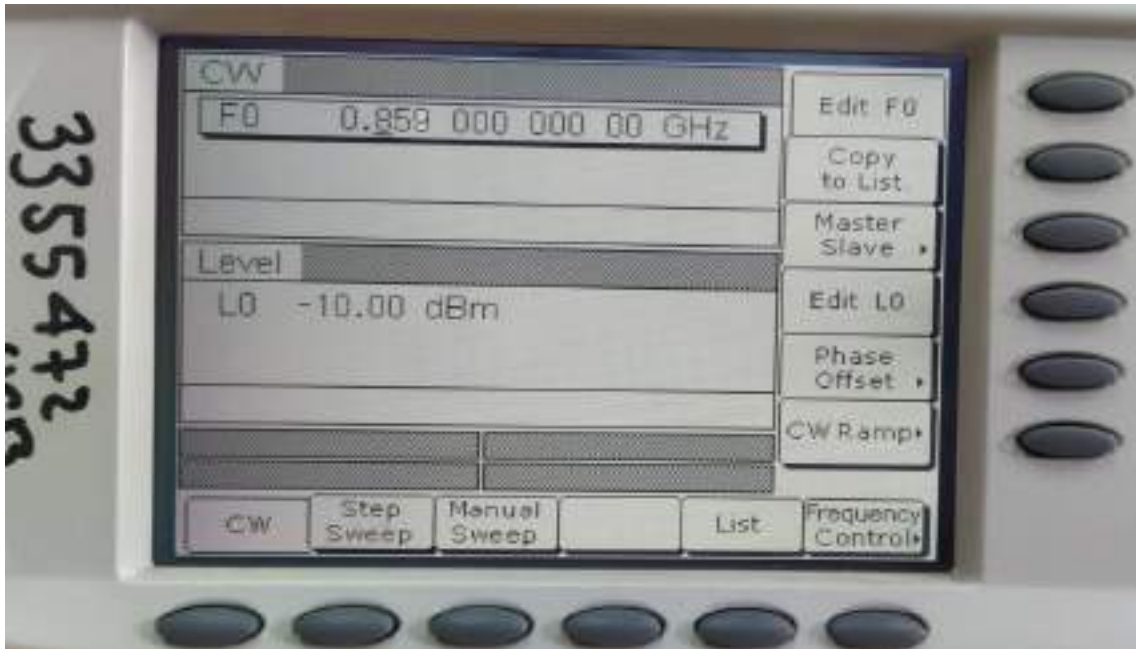 CW
F0 0.859 000 000 00 GHz
Level
L0 -10.00 dBm
Edit F0
Copy
to List
Master
Slave
Edit L0
Phase
Offset
CW Ramp
CW
Step
Sweep
Manual
Sweep
List
Frequency
Control
3355472